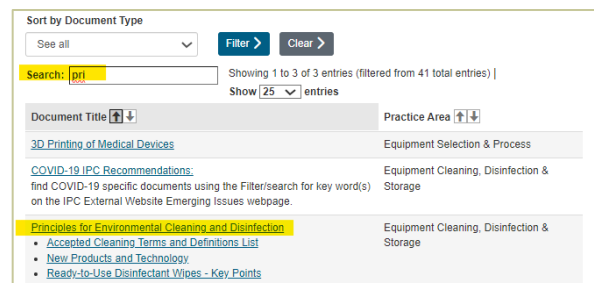 Sort by Document Type
See all
Filter
Clear
Search: pri
Showing 1 to 3 of 3 entries (filtered from 41 total entries) |
Show 25 entries
Document Title
Practice Area
3D Printing of Medical Devices
Equipment Selection & Process
COVID-19 IPC Recommendations:
find COVID-19 specific documents using the Filter/search for key word(s)
on the IPC External Website Emerging Issues webpage.
Equipment Cleaning, Disinfection &
Storage
Principles for Environmental Cleaning and Disinfection
• Accepted Cleaning Terms and Definitions List
• New Products and Technology
• Ready-to-Use Disinfectant Wipes - Key Points
Equipment Cleaning, Disinfection &
Storage